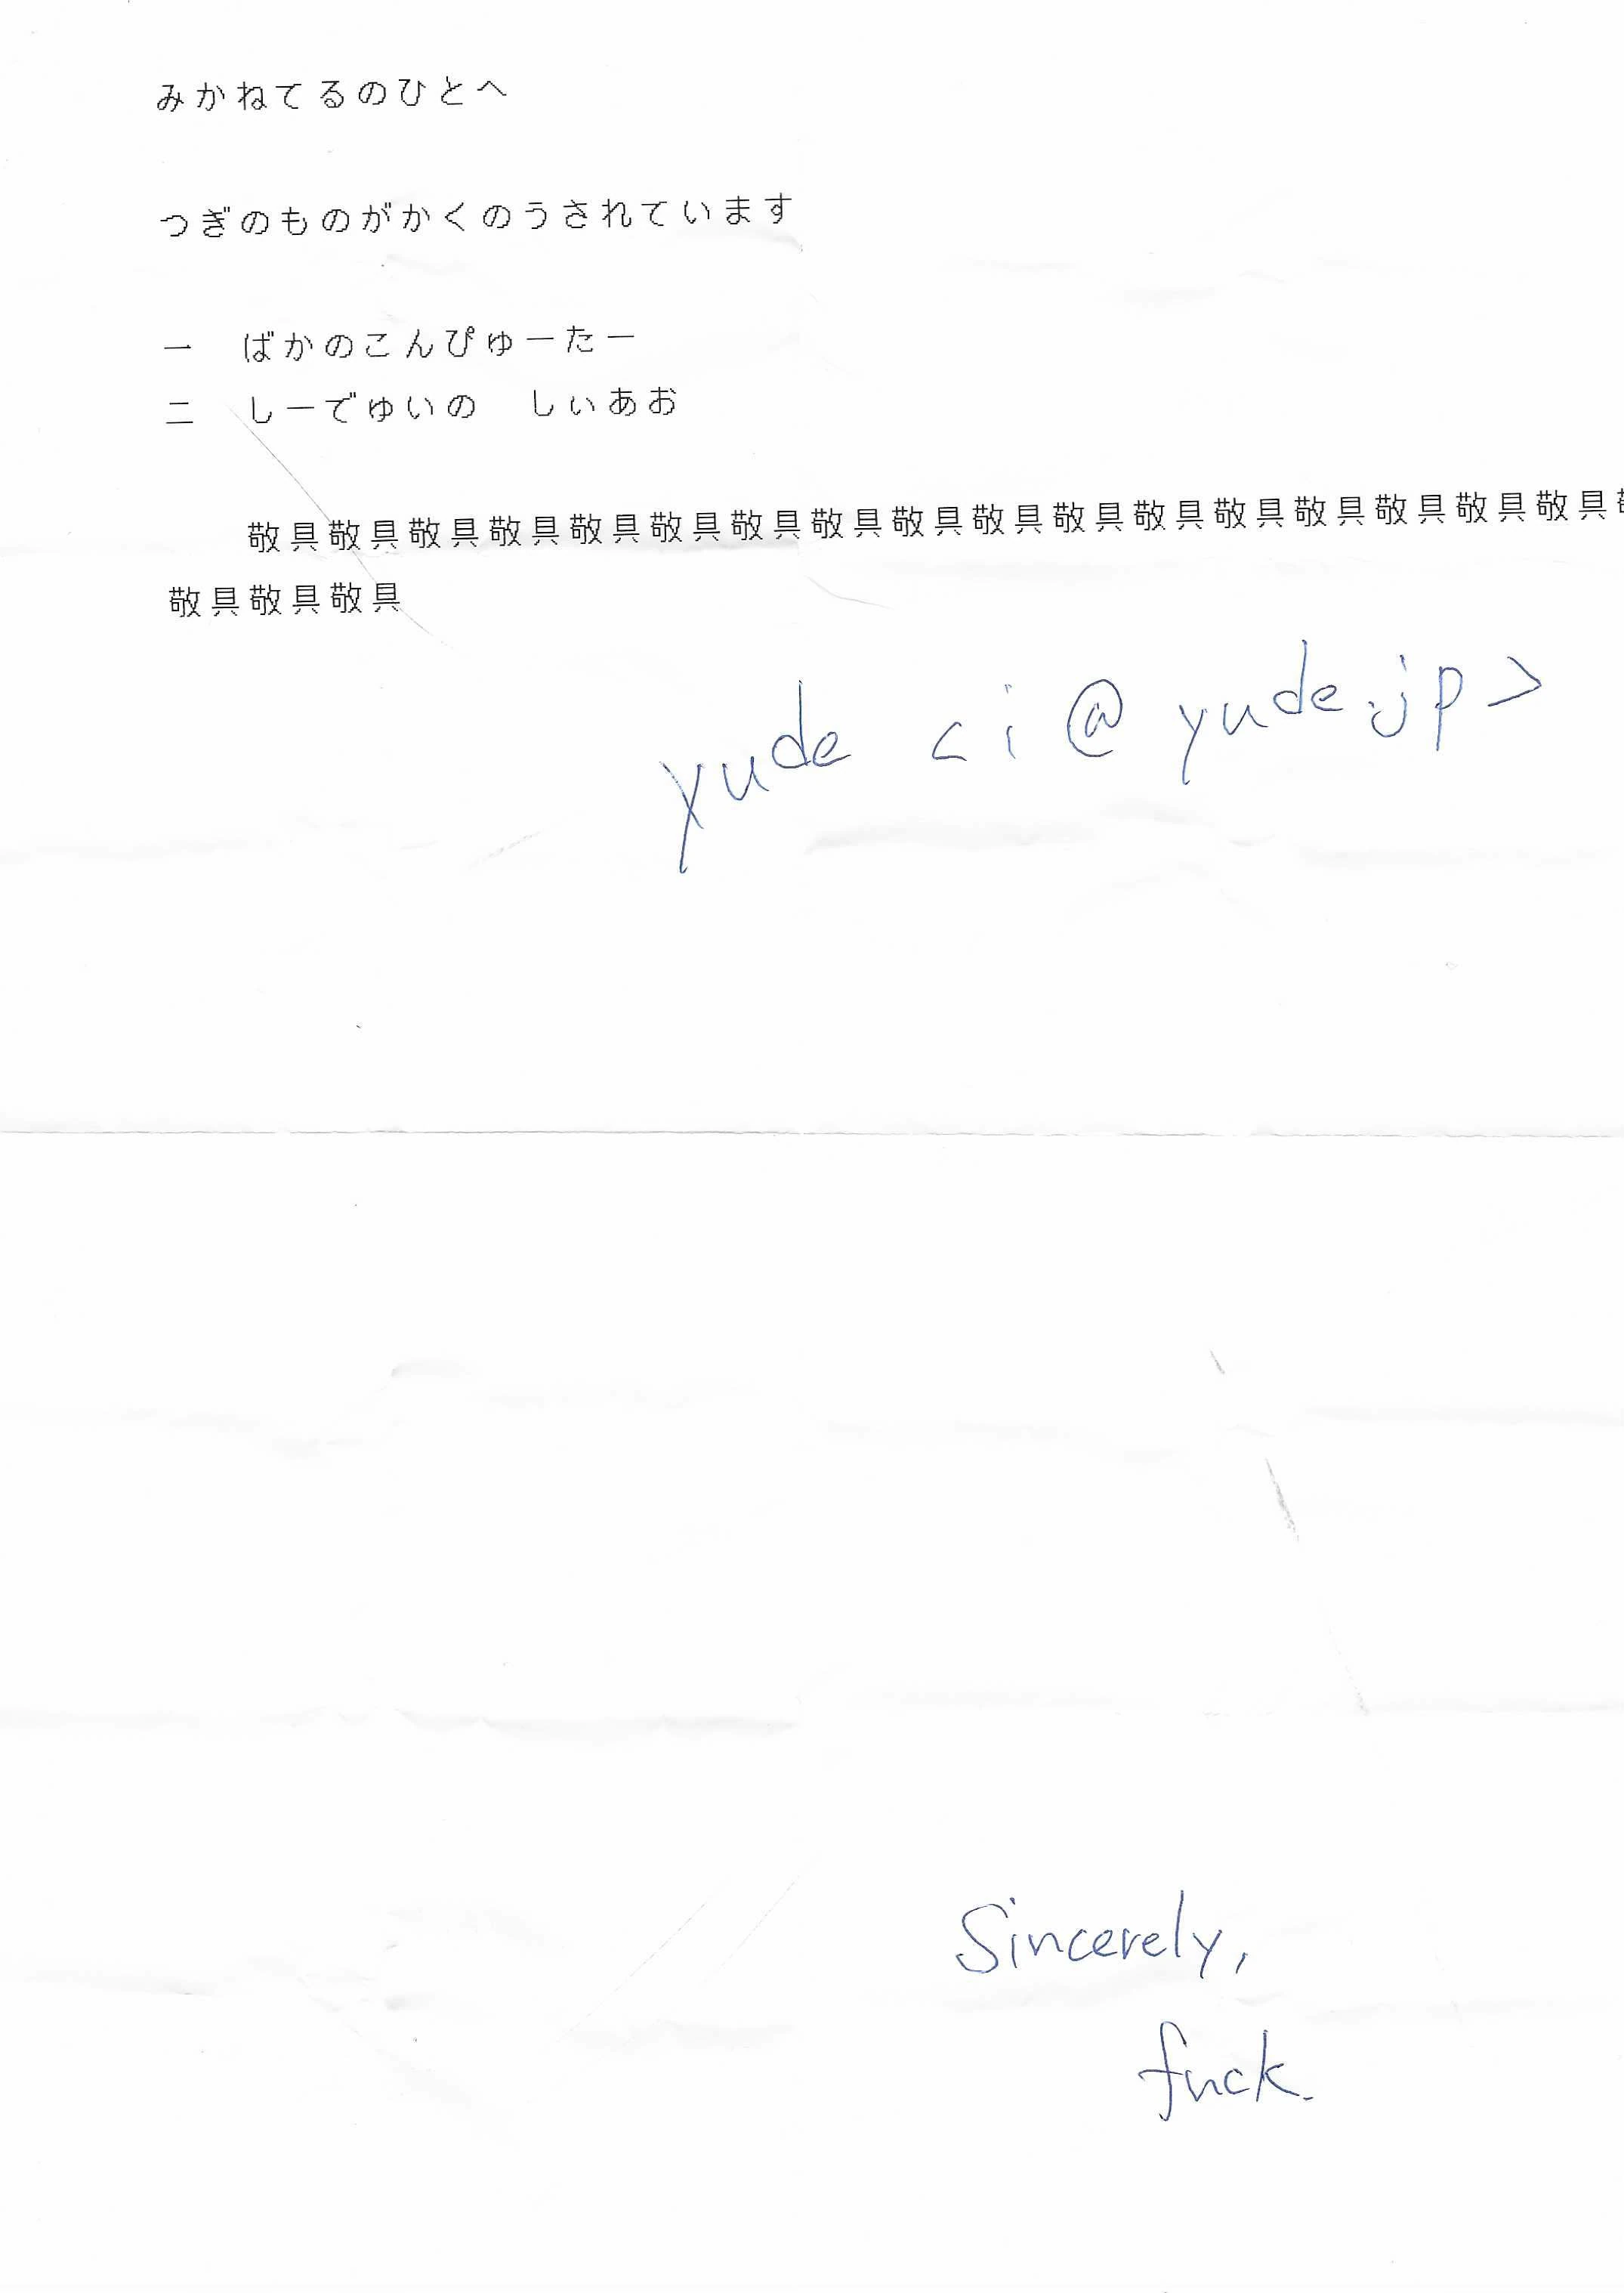 みかねてるのひとへ
つぎのものがかくのうされています
一　ばかのこんぴゅーたー
二　しーでゅいの　しぃあお
敬具敬具敬具敬具敬具敬具敬具敬具敬具敬具敬具敬具敬具敬具敬具敬具敬具
敬具敬具敬具
yude <i@yude.jp>
Sincerely,
fuck.